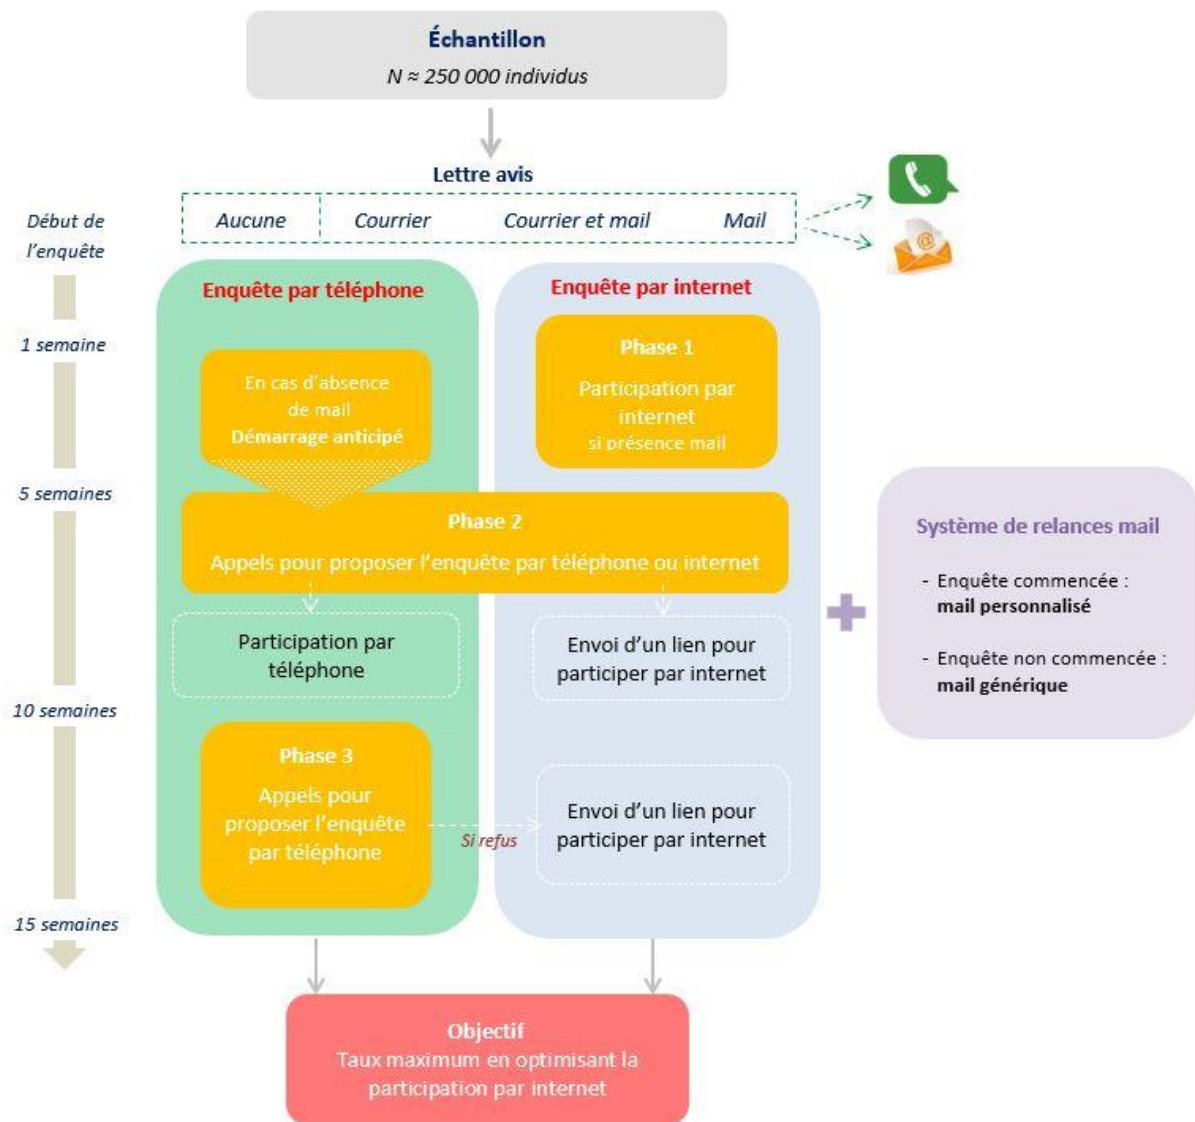 Échantillon
N ≈ 250 000 individus
Lettre avis
Aucune
Courrier
Courrier et mail
Mail
Début de
l'enquête
1 semaine
5 semaines
10 semaines
15 semaines
Enquête par téléphone
En cas d'absence
de mail
Démarrage anticipé
Enquête par internet
Phase 1
Participation par
internet
si présence mail
Phase 2
Appels pour proposer l'enquête par téléphone ou internet
Participation par
téléphone
Envoi d'un lien pour
participer par internet
Phase 3
Appels pour
proposer l'enquête
par téléphone
Si refus
Envoi d'un lien pour
participer par internet
Système de relances mail
- Enquête commencée :
mail personnalisé
- Enquête non commencée :
mail générique
Objectif
Taux maximum en optimisant la
participation par internet
@